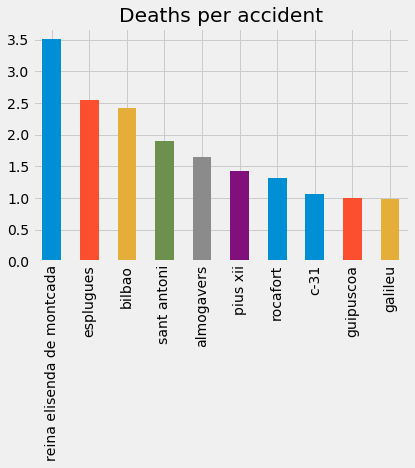 Deaths per accident
3.5
3.0
2.5
2.0
1.5
1.0
0.5
0.0
reina elisenda de montcada
esplugues
bilbao
sant antoni
almogavers
pius xii
rocafort
c-31
guipuscoa
galileu